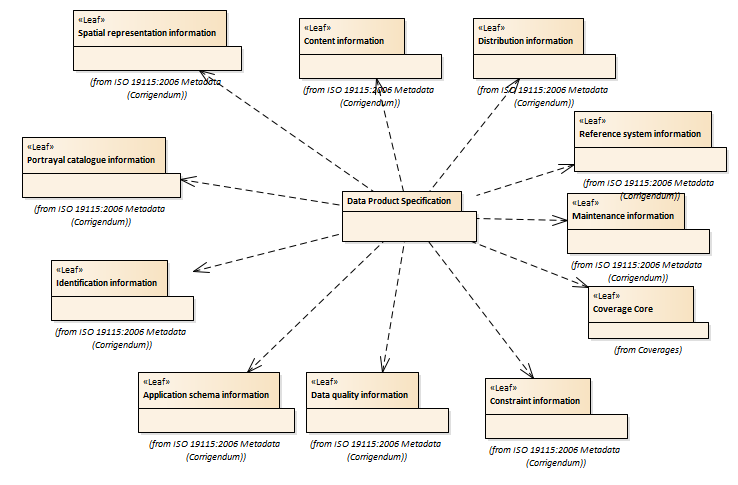 «Leaf»
Spatial representation information
(from ISO 19115:2006 Metadata
(Corrigendum))
«Leaf»
Content information
(from ISO 19115:2006 Metadata
(Corrigendum))
«Leaf»
Distribution information
(from ISO 19115:2006 Metadata
(Corrigendum))
«Leaf»
Reference system information
(from ISO 19115:2006 Metadata
(Corrigendum))
«Leaf»
Portrayal catalogue information
(from ISO 19115:2006 Metadata
(Corrigendum))
Data Product Specification
«Leaf»
Maintenance information
(from ISO 19115:2006 Metadata
(Corrigendum))
«Leaf»
Identification information
(from ISO 19115:2006 Metadata
(Corrigendum))
«Leaf»
Coverage Core
(from Coverages)
«Leaf»
Application schema information
(from ISO 19115:2006 Metadata
(Corrigendum))
«Leaf»
Data quality information
(from ISO 19115:2006 Metadata
(Corrigendum))
«Leaf»
Constraint information
(from ISO 19115:2006 Metadata
(Corrigendum))